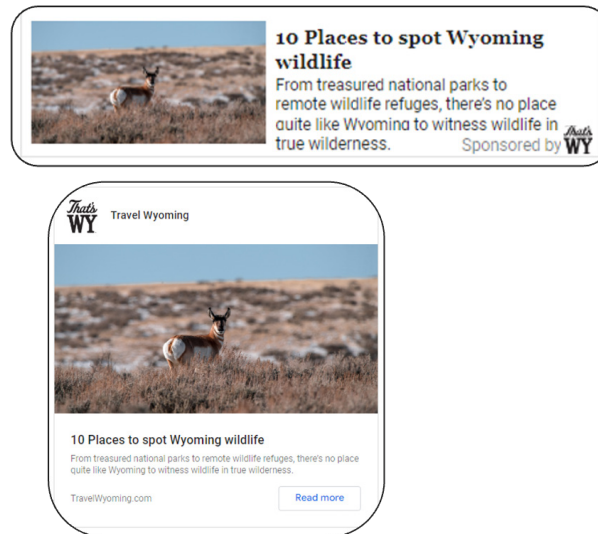 10 Places to spot Wyoming
wildlife
From treasured national parks to
remote wildlife refuges, there's no place
quite like Wyoming to witness wildlife in
true wilderness.
Sponsored by That's WY
That's
WY
Travel Wyoming
10 Places to spot Wyoming wildlife
From treasured national parks to remote wildlife refuges, there's no place
quite like Wyoming to witness wildlife in true wilderness.
TravelWyoming.com
Read more